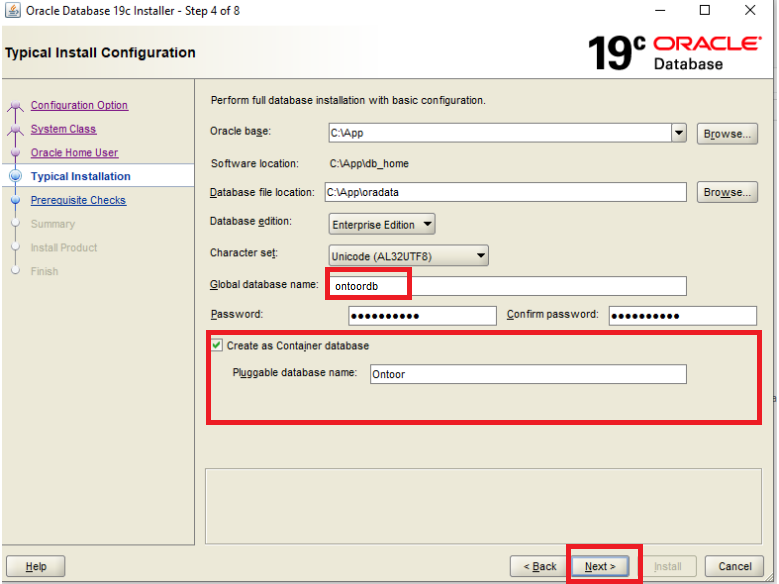 Oracle Database 19c Installer - Step 4 of 8
Typical Install Configuration
19c ORACLE
Database
Configuration Option
System Class
Oracle Home User
Typical Installation
Prerequisite Checks
Summary
Install Product
Finish
Perform full database installation with basic configuration.
Oracle base: C:\App Browse...
Software location: C:\App\db_home
Database file location: C:\App\oradata Browse...
Database edition: Enterprise Edition
Character set: Unicode (AL32UTF8)
Global database name: ontoordb
Password: ●●●●●●●●●● Confirm password: ●●●●●●●●●●
Create as Container database
Pluggable database name: Ontoor
Help < Back Next > Install Cancel